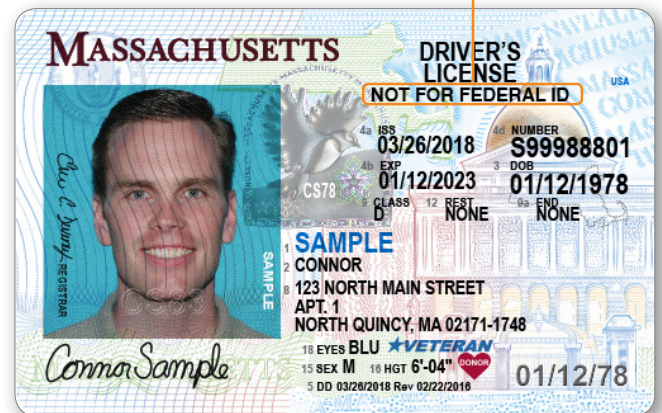 MASSACHUSETTS
DRIVER'S
LICENSE
NOT FOR FEDERAL ID
USA
4a ISS
03/26/2018
4d NUMBER
S99988801
4b EXP
01/12/2023
3 DOB
01/12/1978
9 CLASS
D
12 REST
NONE
9a END
NONE
CS78
REGISTRAR
SAMPLE
1 SAMPLE
2 CONNOR
8 123 NORTH MAIN STREET
APT. 1
NORTH QUINCY, MA 02171-1748
18 EYES BLU VETERAN
15 SEX M 16 HGT 6'-04" DONOR
5 DD 03/26/2018 Rev 02/22/2016
01/12/78
Connor Sample